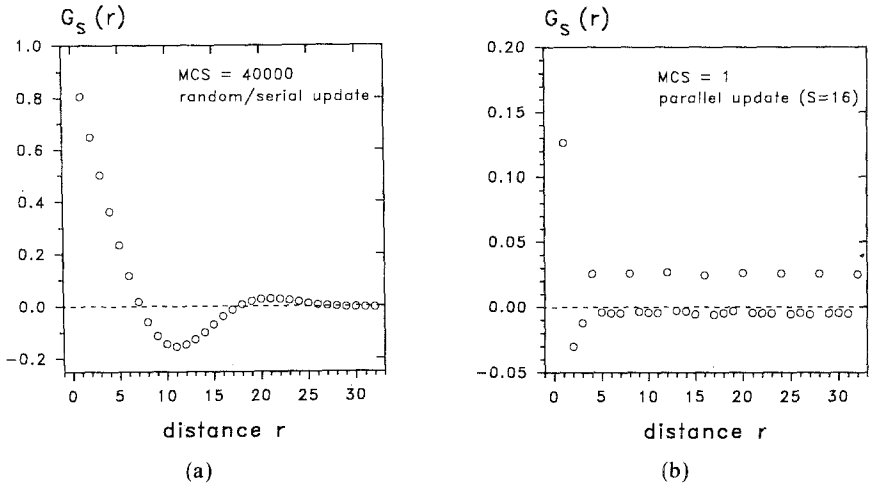 G_S(r)
1.0
0.8
0.6
0.4
0.2
0.0
-0.2
MCS = 40000
random/serial update
0 5 10 15 20 25 30
distance r
(a)
G_S(r)
0.20
0.15
0.10
0.05
0.00
-0.05
MCS = 1
parallel update (S=16)
0 5 10 15 20 25 30
distance r
(b)